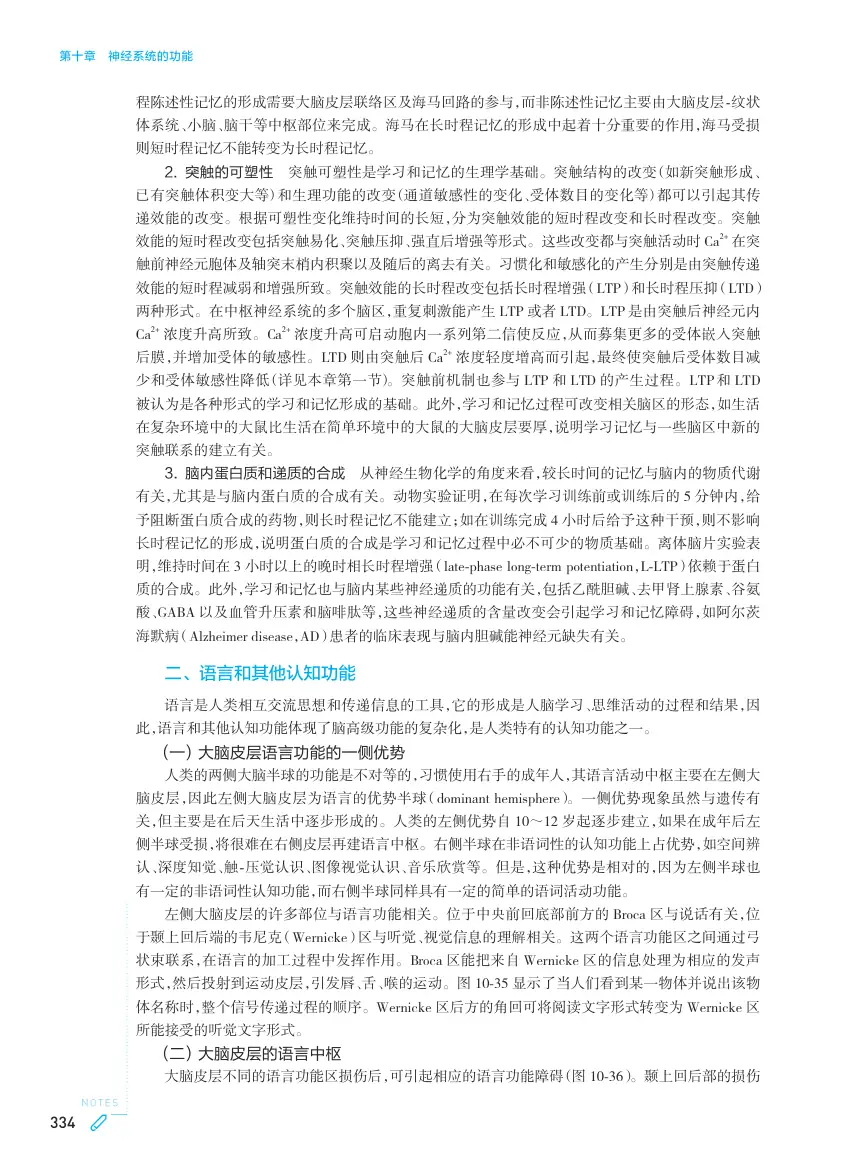 第十章　神经系统的功能
程陈述性记忆的形成需要大脑皮层联络区及海马回路的参与，而非陈述性记忆主要由大脑皮层-纹状
体系统、小脑、脑干等中枢部位来完成。海马在长时程记忆的形成中起着十分重要的作用，海马受损
则短时程记忆不能转变为长时程记忆。
2. 突触的可塑性　突触可塑性是学习和记忆的生理学基础。突触结构的改变（如新突触形成、
已有突触体积变大等）和生理功能的改变（通道敏感性的变化、受体数目的变化等）都可以引起其传
递效能的改变。根据可塑性变化维持时间的长短，分为突触效能的短时程改变和长时程改变。突触
效能的短时程改变包括突触易化、突触压抑、强直后增强等形式。这些改变都与突触活动时 Ca²⁺ 在突
触前神经元胞体及轴突末梢内积聚以及随后的离去有关。习惯化和敏感化的产生分别是由突触传递
效能的短时程减弱和增强所致。突触效能的长时程改变包括长时程增强（LTP）和长时程压抑（LTD）
两种形式。在中枢神经系统的多个脑区，重复刺激能产生 LTP 或者 LTD。LTP 是由突触后神经元内
Ca²⁺ 浓度升高所致。Ca²⁺ 浓度升高可启动胞内一系列第二信使反应，从而募集更多的受体嵌入突触
后膜，并增加受体的敏感性。LTD 则由突触后 Ca²⁺ 浓度轻度增高而引起，最终使突触后受体数目减
少和受体敏感性降低（详见本章第一节）。突触前机制也参与 LTP 和 LTD 的产生过程。LTP 和 LTD
被认为是各种形式的学习和记忆形成的基础。此外，学习和记忆过程可改变相关脑区的形态，如生活
在复杂环境中的大鼠比生活在简单环境中的大鼠的大脑皮层要厚，说明学习记忆与一些脑区中新的
突触联系的建立有关。
3. 脑内蛋白质和递质的合成　从神经生物化学的角度来看，较长时间的记忆与脑内的物质代谢
有关，尤其是与脑内蛋白质的合成有关。动物实验证明，在每次学习训练前或训练后的 5 分钟内，给
予阻断蛋白质合成的药物，则长时程记忆不能建立；如在训练完成 4 小时后给予这种干预，则不影响
长时程记忆的形成，说明蛋白质的合成是学习和记忆过程中必不可少的物质基础。离体脑片实验表
明，维持时间在 3 小时以上的晚时相长时程增强（late-phase long-term potentiation，L-LTP）依赖于蛋白
质的合成。此外，学习和记忆也与脑内某些神经递质的功能有关，包括乙酰胆碱、去甲肾上腺素、谷氨
酸、GABA 以及血管升压素和脑啡肽等，这些神经递质的含量改变会引起学习和记忆障碍，如阿尔茨
海默病（Alzheimer disease，AD）患者的临床表现与脑内胆碱能神经元缺失有关。
二、语言和其他认知功能
语言是人类相互交流思想和传递信息的工具，它的形成是人脑学习、思维活动的过程和结果，因
此，语言和其他认知功能体现了脑高级功能的复杂化，是人类特有的认知功能之一。
（一）大脑皮层语言功能的一侧优势
人类的两侧大脑半球的功能是不对等的，习惯使用右手的成年人，其语言活动中枢主要在左侧大
脑皮层，因此左侧大脑皮层为语言的优势半球（dominant hemisphere）。一侧优势现象虽然与遗传有
关，但主要是在后天生活中逐步形成的。人类的左侧优势自 10～12 岁起逐步建立，如果在成年后左
侧半球受损，将很难在右侧皮层再建语言中枢。右侧半球在非语词性的认知功能上占优势，如空间辨
认、深度知觉、触-压觉认识、图像视觉认识、音乐欣赏等。但是，这种优势是相对的，因为左侧半球也
有一定的非语词性认知功能，而右侧半球同样具有一定的简单的语词活动功能。
左侧大脑皮层的许多部位与语言功能相关。位于中央前回底部前方的 Broca 区与说话有关，位
于颞上回后端的韦尼克（Wernicke）区与听觉、视觉信息的理解相关。这两个语言功能区之间通过弓
状束联系，在语言的加工过程中发挥作用。Broca 区能把来自 Wernicke 区的信息处理为相应的发声
形式，然后投射到运动皮层，引发唇、舌、喉的运动。图 10-35 显示了当人们看到某一物体并说出该物
体名称时，整个信号传递过程的顺序。Wernicke 区后方的角回可将阅读文字形式转变为 Wernicke 区
所能接受的听觉文字形式。
（二）大脑皮层的语言中枢
大脑皮层不同的语言功能区损伤后，可引起相应的语言功能障碍（图 10-36）。颞上回后部的损伤
NOTES
334